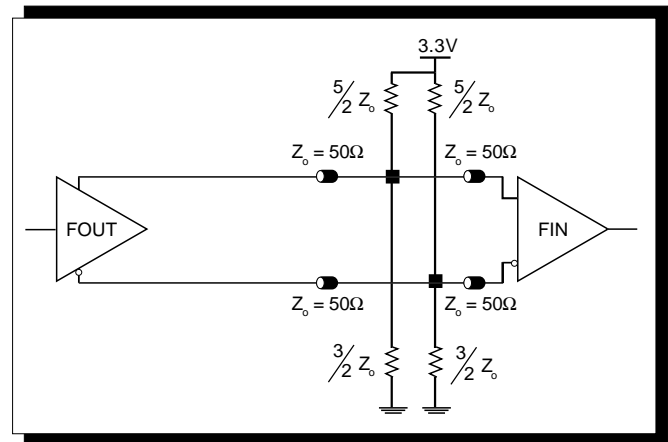 3.3V
5/2 Zo 5/2 Zo
Zo = 50Ω Zo = 50Ω
FOUT FIN
Zo = 50Ω Zo = 50Ω
3/2 Zo 3/2 Zo